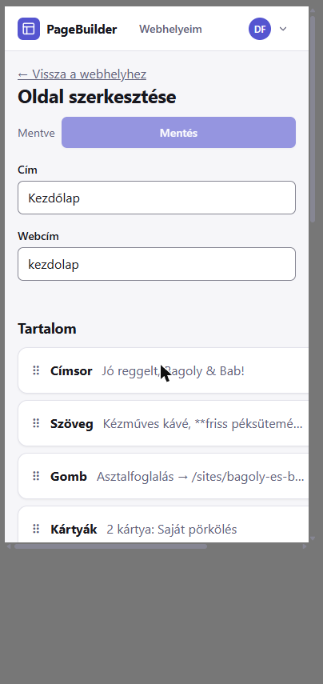 PageBuilder Webhelyeim DF
← Vissza a webhelyhez
Oldal szerkesztése
Mentve Mentés
Cím
Kezdőlap
Webcím
kezdolap
Tartalom
Címsor Jó reggelt, Bagoly & Bab!
Szöveg Kézműves kávé, **friss péksütemé...
Gomb Asztalfoglalás → /sites/bagoly-es-b...
Kártyák 2 kártya: Saját pörkölés